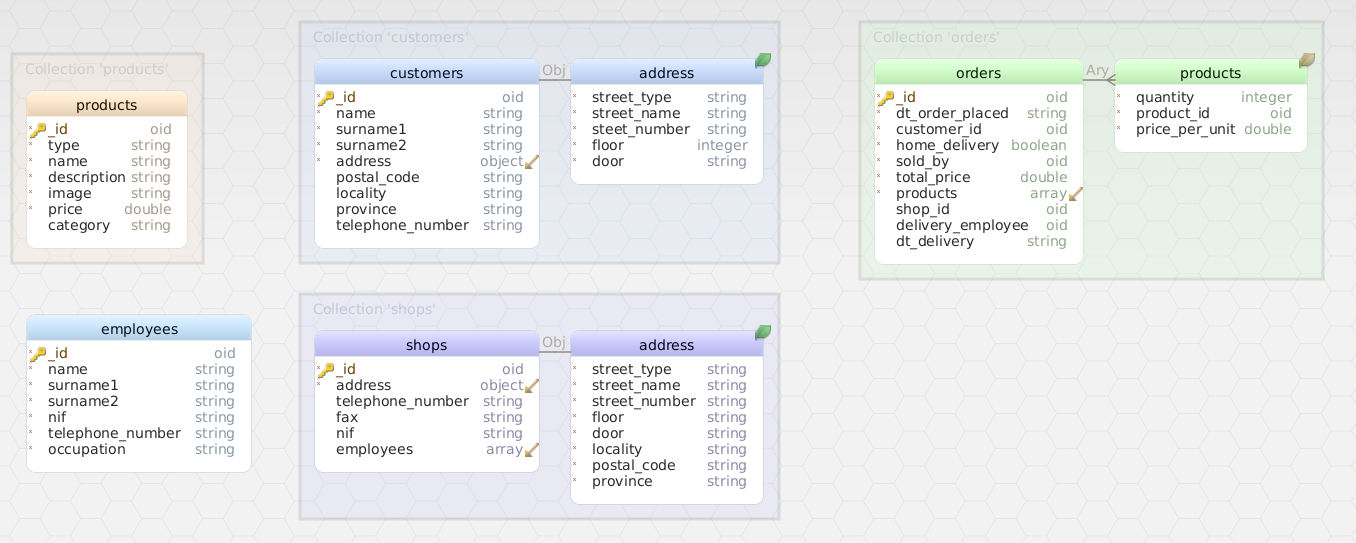 Collection 'products'
products
_id oid
type string
name string
description string
image string
price double
category string
Collection 'customers'
customers
_id oid
name string
surname1 string
surname2 string
address object
postal_code string
locality string
province string
telephone_number string
Obj
address
street_type string
street_name string
steet_number string
floor integer
door string
Collection 'orders'
orders
_id oid
dt_order_placed string
customer_id oid
home_delivery boolean
sold_by oid
total_price double
products array
shop_id oid
delivery_employee oid
dt_delivery string
Ary
products
quantity integer
product_id oid
price_per_unit double
employees
_id oid
name string
surname1 string
surname2 string
nif string
telephone_number string
occupation string
Collection 'shops'
shops
_id oid
address object
telephone_number string
fax string
nif string
employees array
Obj
address
street_type string
street_name string
street_number string
floor string
door string
locality string
postal_code string
province string